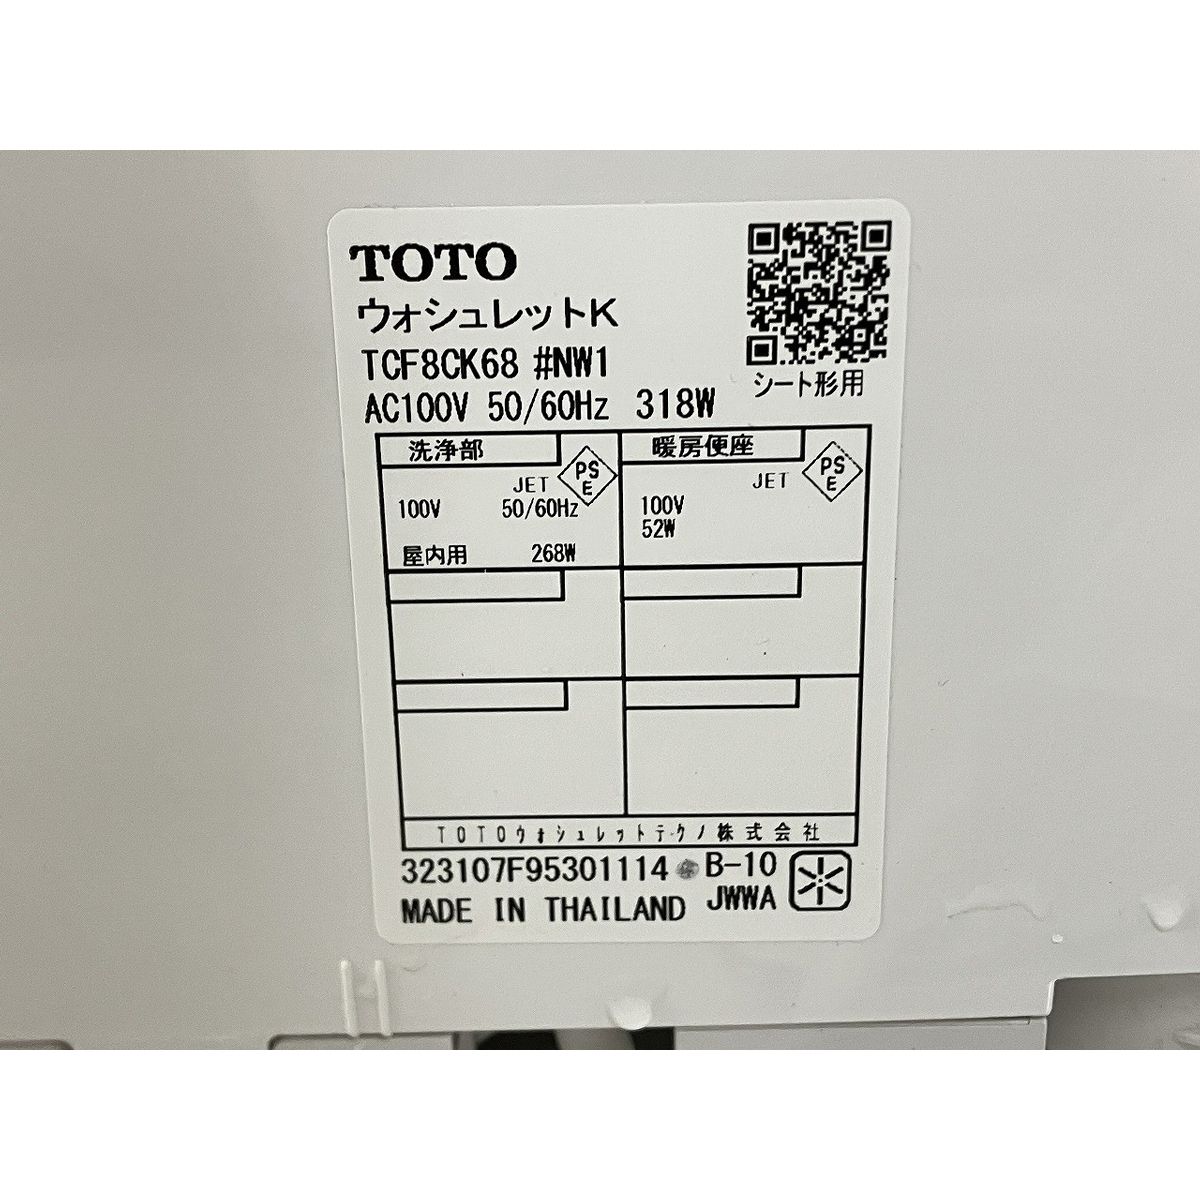 TOTO
ウォシュレットK
TCF8CK68 #NW1
シート形用
AC100V 50/60Hz 318W
洗浄部
JET
PS
E
100V 50/60Hz
屋内用 268W
暖房便座
JET
PS
E
100V
52W
TOTOウォシュレットテクノ株式会社
323107F95301114 B-10
MADE IN THAILAND JWWA